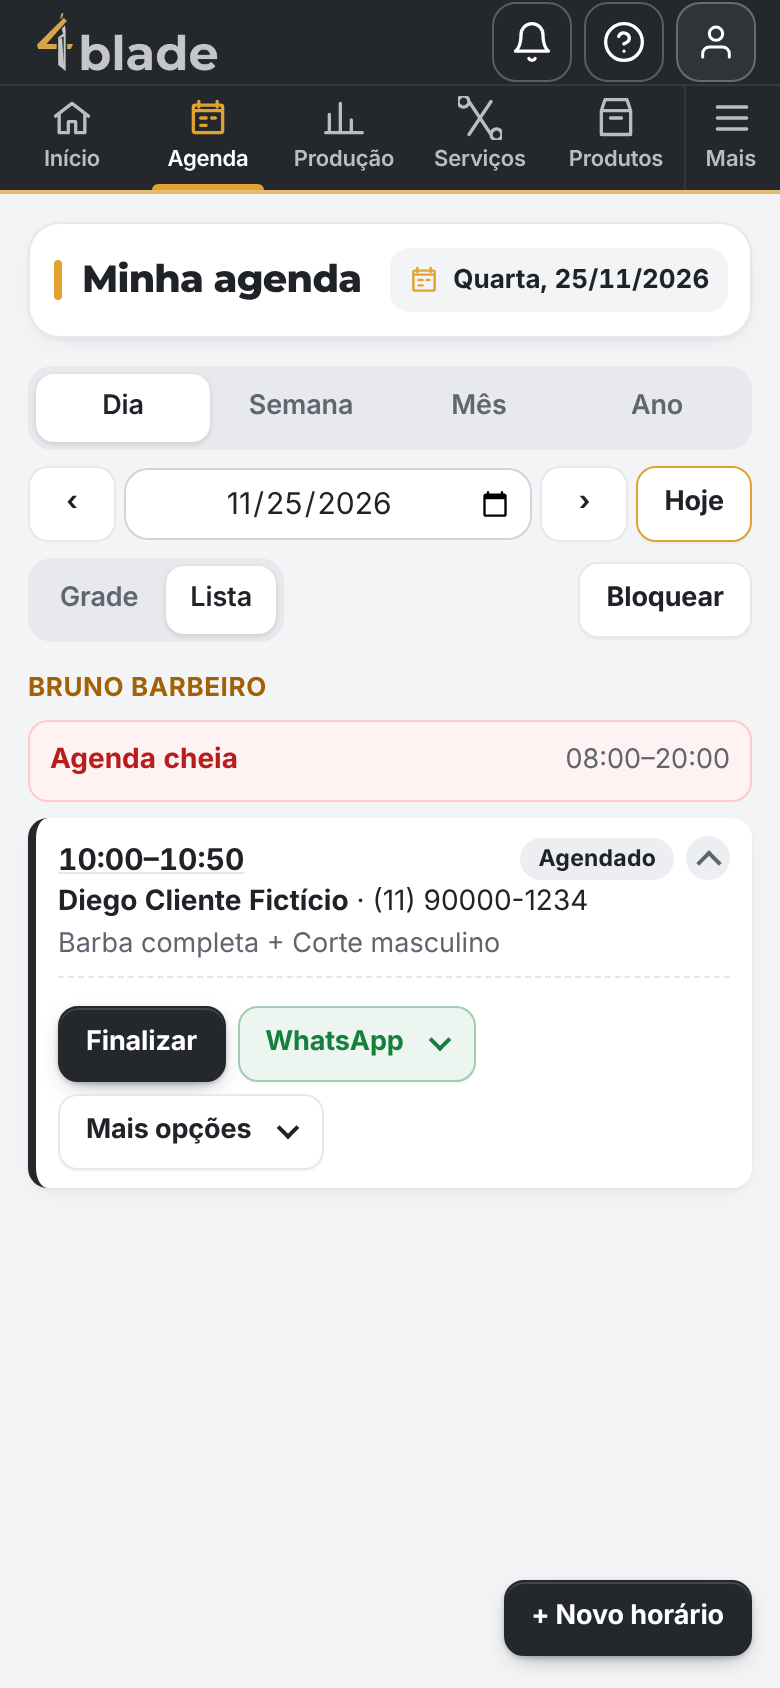 4blade
Início
Agenda
Produção
Serviços
Produtos
Mais
Minha agenda
Quarta, 25/11/2026
Dia
Semana
Mês
Ano
‹
11/25/2026
›
Hoje
Grade
Lista
Bloquear
BRUNO BARBEIRO
Agenda cheia
08:00–20:00
10:00–10:50
Agendado
Diego Cliente Fictício · (11) 90000-1234
Barba completa + Corte masculino
Finalizar
WhatsApp
Mais opções
+ Novo horário